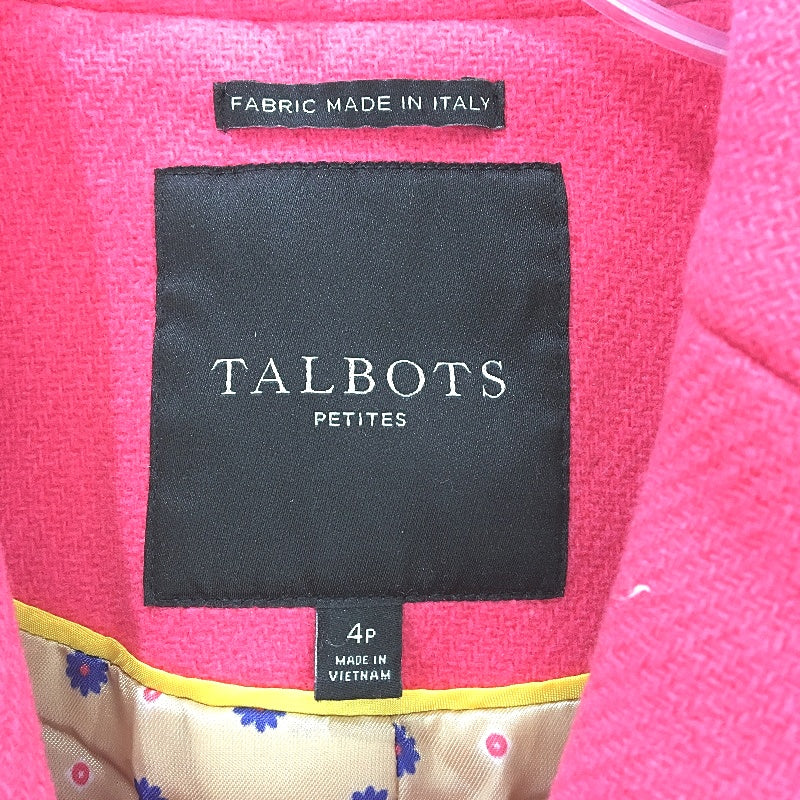 FABRIC MADE IN ITALY
TALBOTS
PETITES
4P
MADE IN
VIETNAM